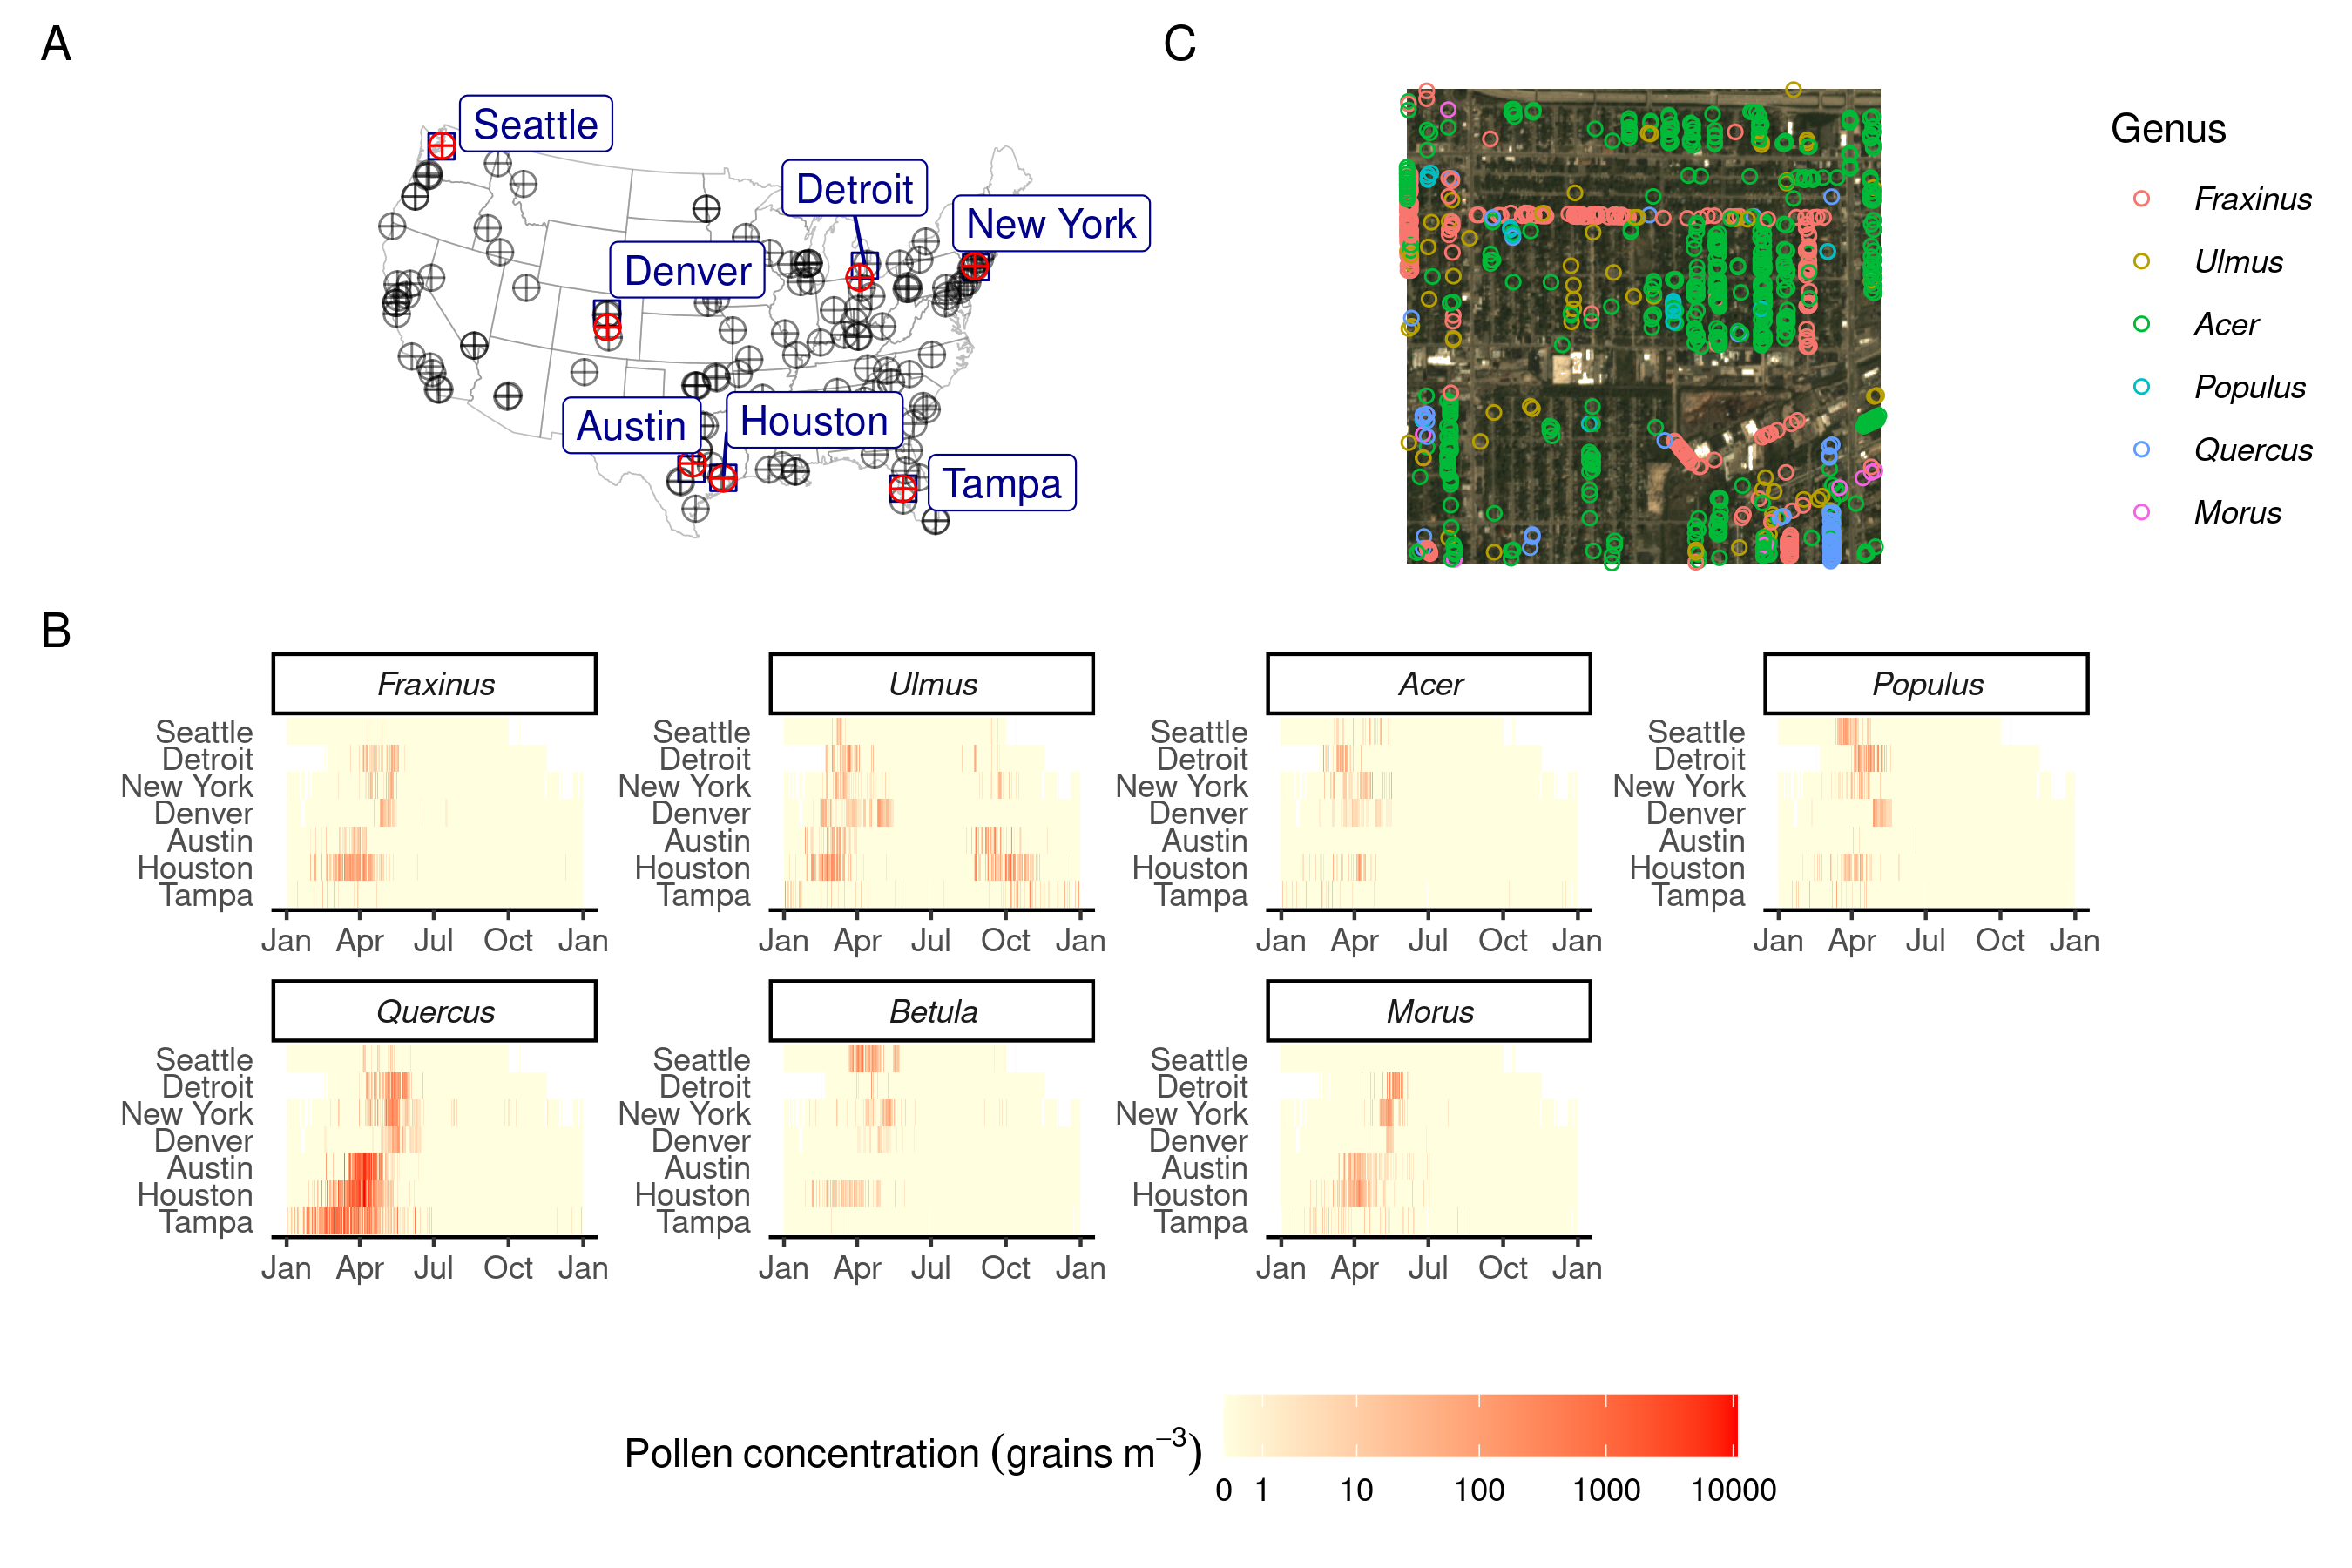 A
Seattle
Detroit
New York
Denver
Austin
Houston
Tampa
C
Genus
Fraxinus
Ulmus
Acer
Populus
Quercus
Morus
B
Fraxinus
Seattle
Detroit
New York
Denver
Austin
Houston
Tampa
Jan Apr Jul Oct Jan
Ulmus
Seattle
Detroit
New York
Denver
Austin
Houston
Tampa
Jan Apr Jul Oct Jan
Acer
Seattle
Detroit
New York
Denver
Austin
Houston
Tampa
Jan Apr Jul Oct Jan
Populus
Seattle
Detroit
New York
Denver
Austin
Houston
Tampa
Jan Apr Jul Oct Jan
Quercus
Seattle
Detroit
New York
Denver
Austin
Houston
Tampa
Jan Apr Jul Oct Jan
Betula
Seattle
Detroit
New York
Denver
Austin
Houston
Tampa
Jan Apr Jul Oct Jan
Morus
Seattle
Detroit
New York
Denver
Austin
Houston
Tampa
Jan Apr Jul Oct Jan
Pollen concentration (grains m⁻³)
0 1 10 100 1000 10000